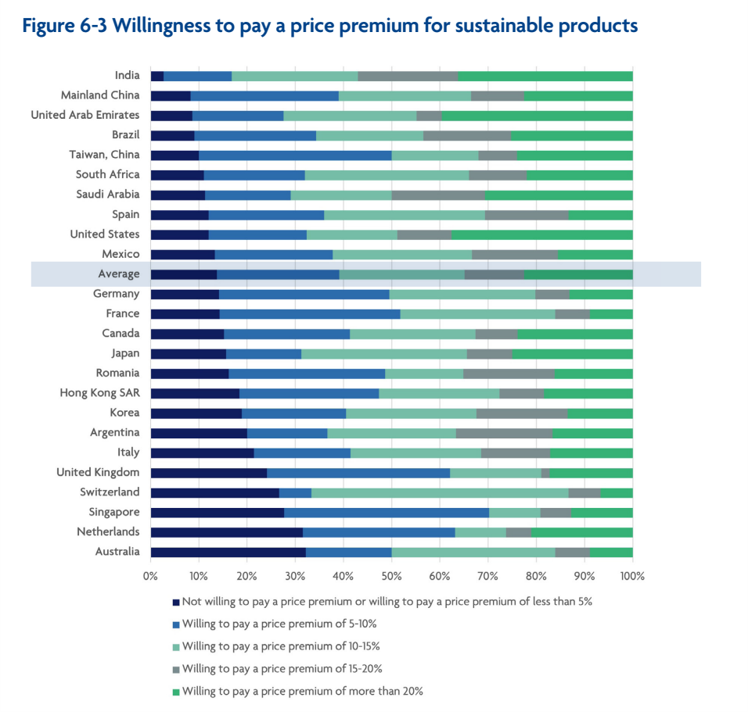 Figure 6-3 Willingness to pay a price premium for sustainable products
India
Mainland China
United Arab Emirates
Brazil
Taiwan, China
South Africa
Saudi Arabia
Spain
United States
Mexico
Average
Germany
France
Canada
Japan
Romania
Hong Kong SAR
Korea
Argentina
Italy
United Kingdom
Switzerland
Singapore
Netherlands
Australia
0% 10% 20% 30% 40% 50% 60% 70% 80% 90% 100%
Not willing to pay a price premium or willing to pay a price premium of less than 5%
Willing to pay a price premium of 5-10%
Willing to pay a price premium of 10-15%
Willing to pay a price premium of 15-20%
Willing to pay a price premium of more than 20%